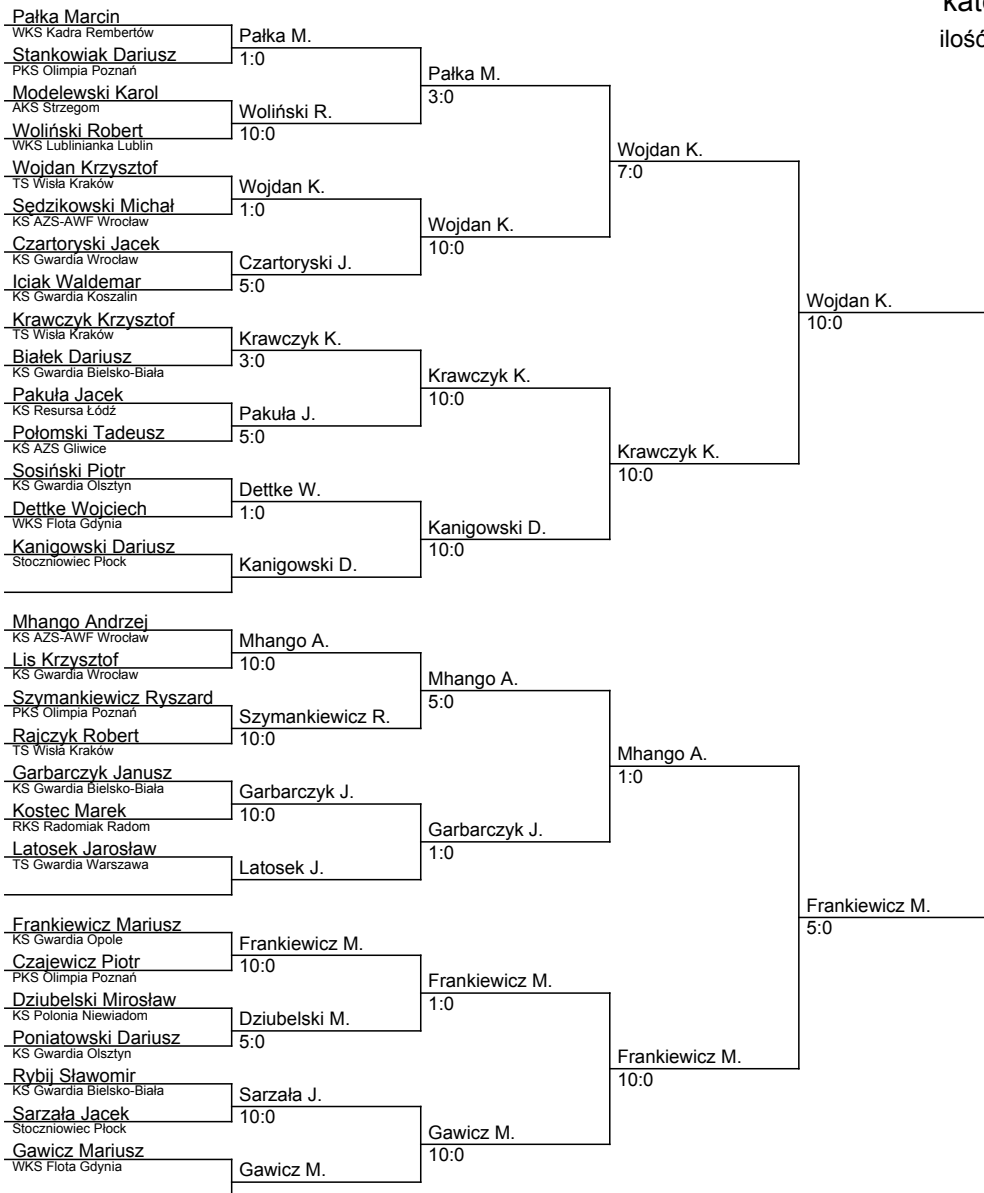 kat
ilość
Pałka Marcin
WKS Kadra Rembertów
Stankowiak Dariusz
PKS Olimpia Poznań
Modelewski Karol
AKS Strzegom
Woliński Robert
WKS Lublinianka Lublin
Wojdan Krzysztof
TS Wisła Kraków
Sędzikowski Michał
KS AZS-AWF Wrocław
Czartoryski Jacek
KS Gwardia Wrocław
Iciak Waldemar
KS Gwardia Koszalin
Krawczyk Krzysztof
TS Wisła Kraków
Białek Dariusz
KS Gwardia Bielsko-Biała
Pakuła Jacek
KS Resursa Łódź
Połomski Tadeusz
KS AZS Gliwice
Sosiński Piotr
KS Gwardia Olsztyn
Dettke Wojciech
WKS Flota Gdynia
Kanigowski Dariusz
Stoczniowiec Płock
Mhango Andrzej
KS AZS-AWF Wrocław
Lis Krzysztof
KS Gwardia Wrocław
Szymankiewicz Ryszard
PKS Olimpia Poznań
Rajczyk Robert
TS Wisła Kraków
Garbarczyk Janusz
KS Gwardia Bielsko-Biała
Kostec Marek
RKS Radomiak Radom
Latosek Jarosław
TS Gwardia Warszawa
Frankiewicz Mariusz
KS Gwardia Opole
Czajewicz Piotr
PKS Olimpia Poznań
Dziubelski Mirosław
KS Polonia Niewiadom
Poniatowski Dariusz
KS Gwardia Olsztyn
Rybij Sławomir
KS Gwardia Bielsko-Biała
Sarzała Jacek
Stoczniowiec Płock
Gawicz Mariusz
WKS Flota Gdynia
Pałka M.
1:0
Woliński R.
10:0
Wojdan K.
1:0
Czartoryski J.
5:0
Krawczyk K.
3:0
Pakuła J.
5:0
Dettke W.
1:0
Kanigowski D.
Mhango A.
10:0
Szymankiewicz R.
10:0
Garbarczyk J.
10:0
Latosek J.
Frankiewicz M.
10:0
Dziubelski M.
5:0
Sarzała J.
10:0
Gawicz M.
Pałka M.
3:0
Wojdan K.
10:0
Krawczyk K.
10:0
Kanigowski D.
10:0
Mhango A.
5:0
Garbarczyk J.
1:0
Frankiewicz M.
1:0
Gawicz M.
10:0
Wojdan K.
7:0
Krawczyk K.
10:0
Mhango A.
1:0
Frankiewicz M.
10:0
Wojdan K.
10:0
Frankiewicz M.
5:0